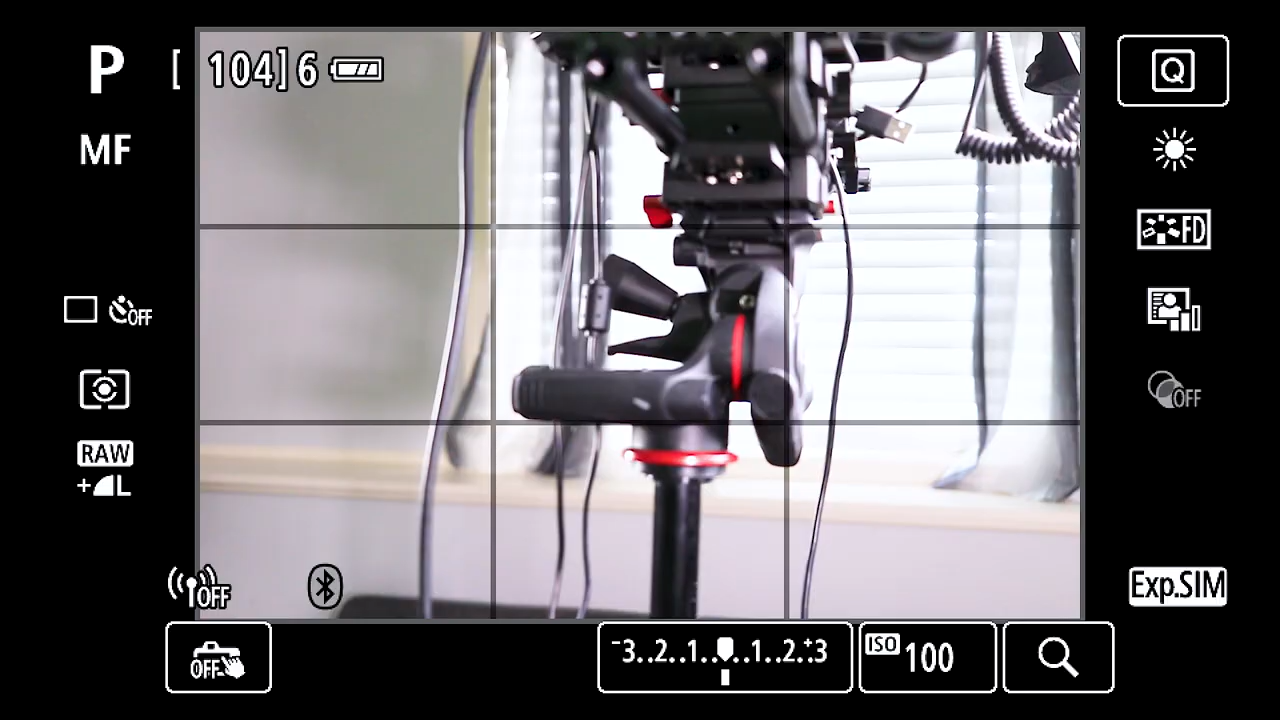 P
[104] 6
MF
OFF
RAW
+L
OFF
OFF
-3..2..1..0..1..2..+3
ISO 100
Q
FD
OFF
Exp.SIM